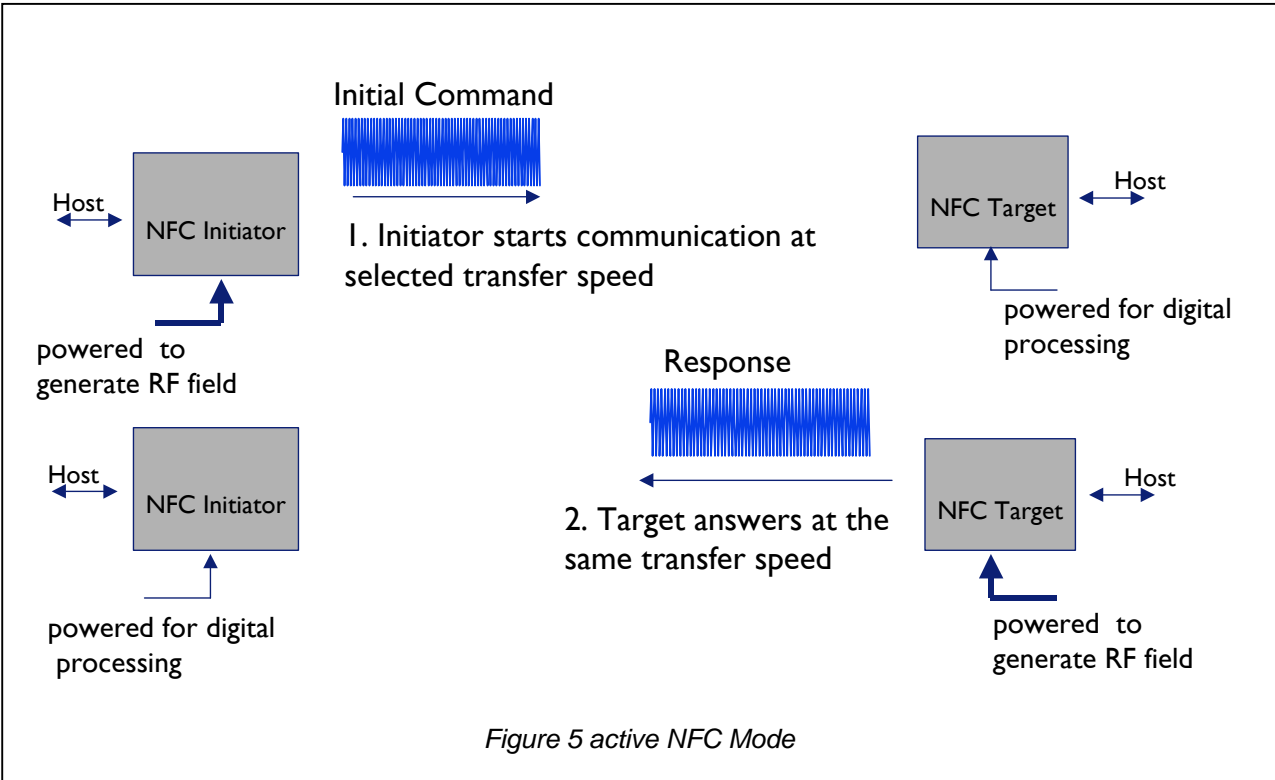 Initial Command
Host
NFC Initiator
1. Initiator starts communication at
selected transfer speed
powered to
generate RF field
NFC Target
Host
powered for digital
processing
Response
Host
NFC Initiator
2. Target answers at the
same transfer speed
powered for digital
processing
NFC Target
Host
powered to
generate RF field
Figure 5 active NFC Mode